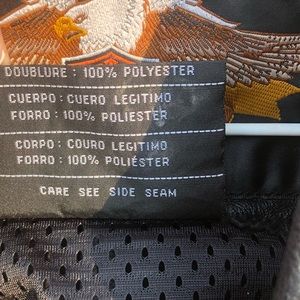 DOUBLURE : 100% POLYESTER
CUERPO : CUERO LEGITIMO
FORRO : 100% POLIESTER
CORPO : COURO LEGITIMO
FORRO : 100% POLIÉSTER
CARE SEE SIDE SEAM